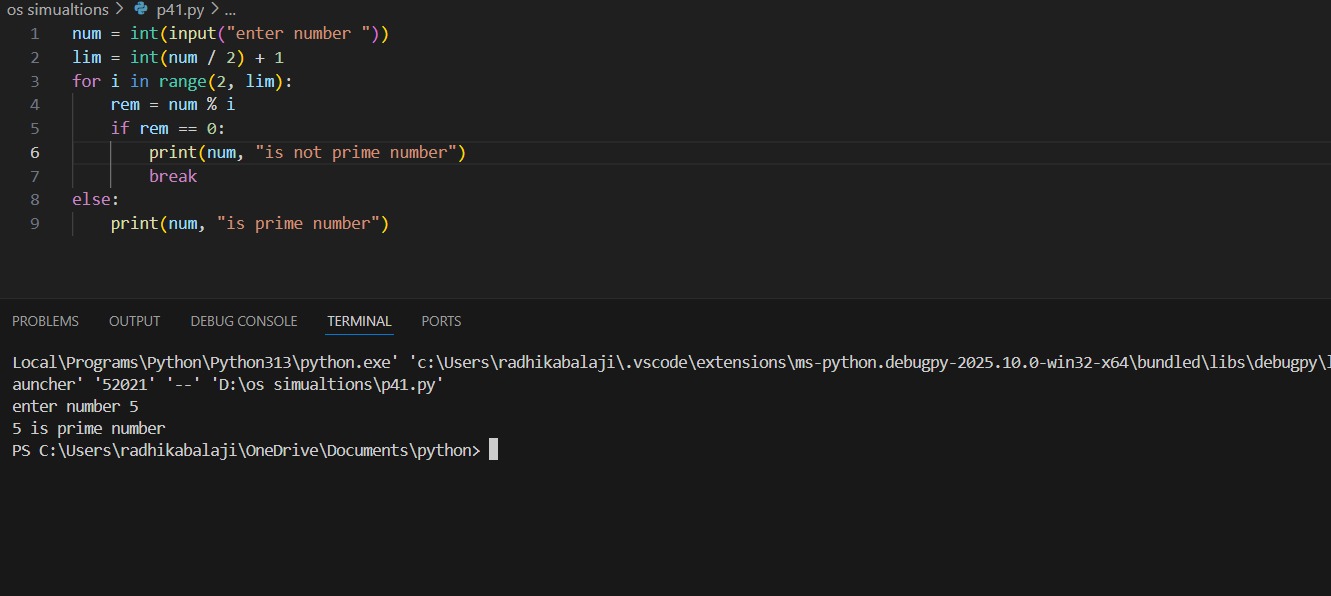 os simualtions > p41.py > ...
1 num = int(input("enter number "))
2 lim = int(num / 2) + 1
3 for i in range(2, lim):
4     rem = num % i
5     if rem == 0:
6         print(num, "is not prime number")
7         break
8 else:
9     print(num, "is prime number")
PROBLEMS OUTPUT DEBUG CONSOLE TERMINAL PORTS
Local\Programs\Python\Python313\python.exe' 'c:\Users\radhikabalaji\.vscode\extensions\ms-python.debugpy-2025.10.0-win32-x64\bundled\libs\debugpy\l
auncher' '52021' '--' 'D:\os simualtions\p41.py'
enter number 5
5 is prime number
PS C:\Users\radhikabalaji\OneDrive\Documents\python>